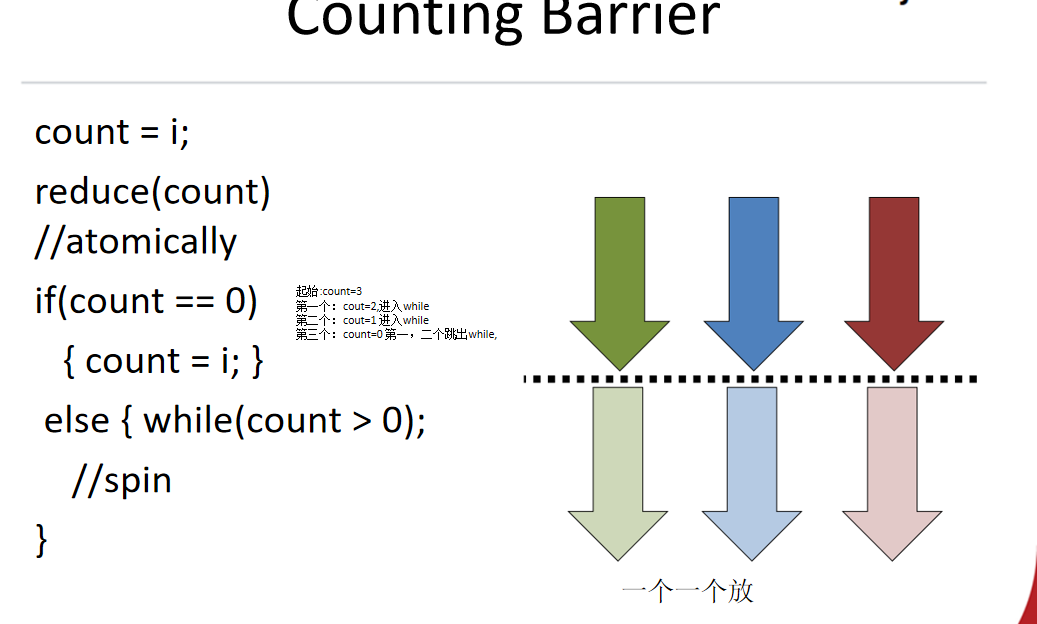 Counting Barrier
count = i;
reduce(count)
//atomically
if(count == 0)
起始:count=3
第一个：cout=2,进入while
第二个：cout=1 进入while
第三个：count=0 第一，二个跳出while,
{ count = i; }
else { while(count > 0);
//spin
}
一个一个放